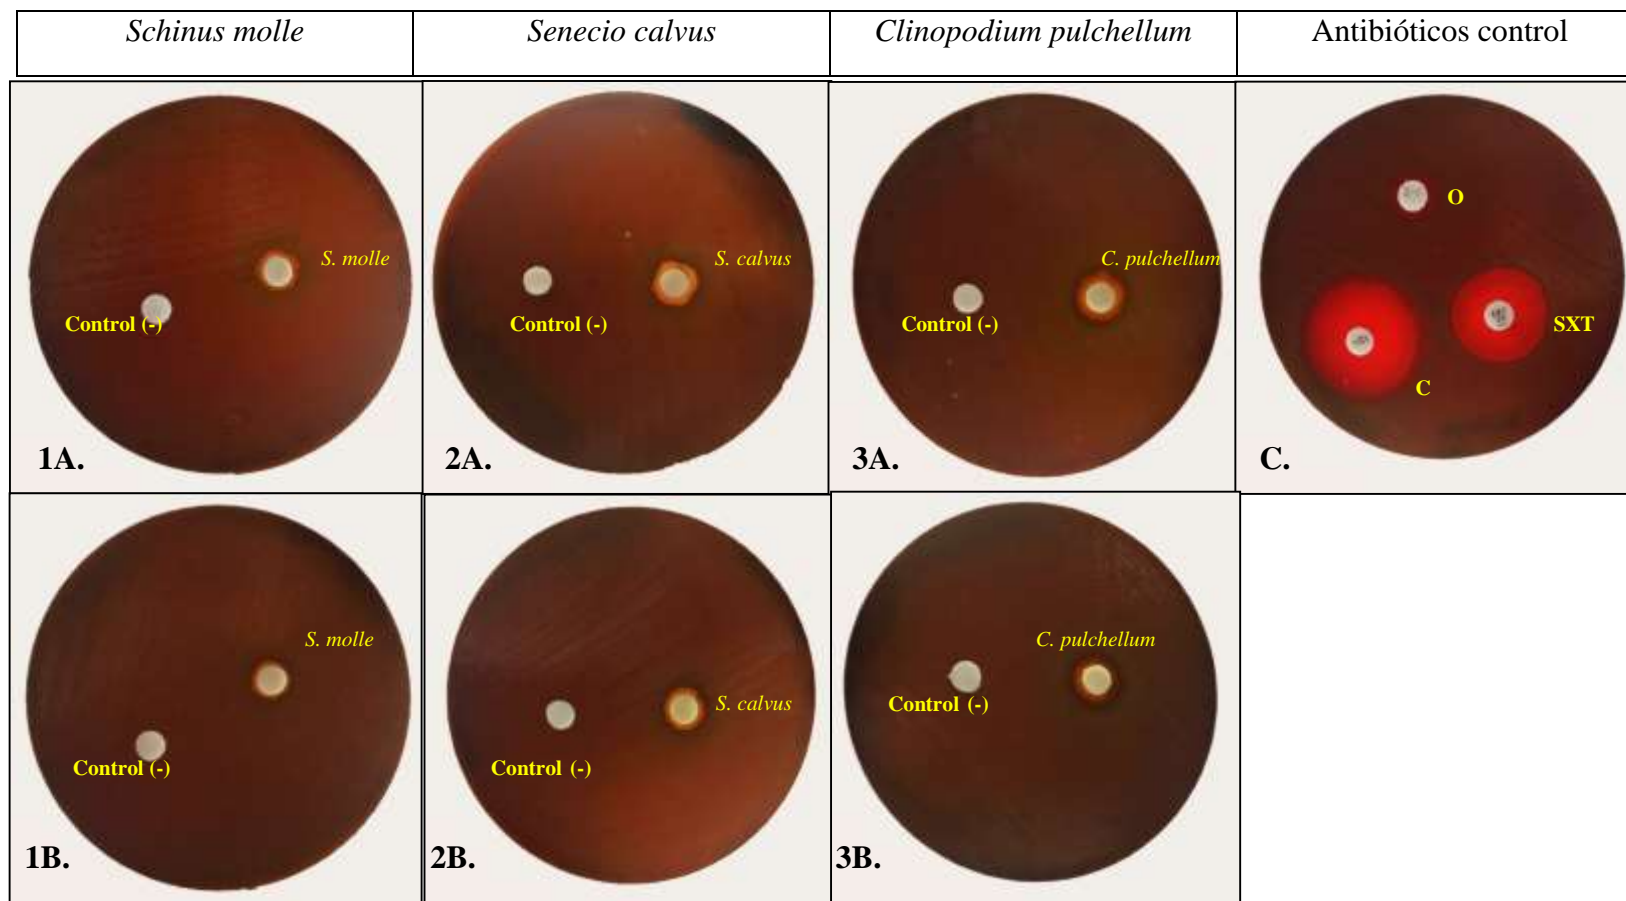 Schinus molle
Senecio calvus
Clinopodium pulchellum
Antibióticos control
S. molle
Control (-)
1A.
S. calvus
Control (-)
2A.
C. pulchellum
Control (-)
3A.
O
SXT
C
C.
S. molle
Control (-)
1B.
S. calvus
Control (-)
2B.
C. pulchellum
Control (-)
3B.